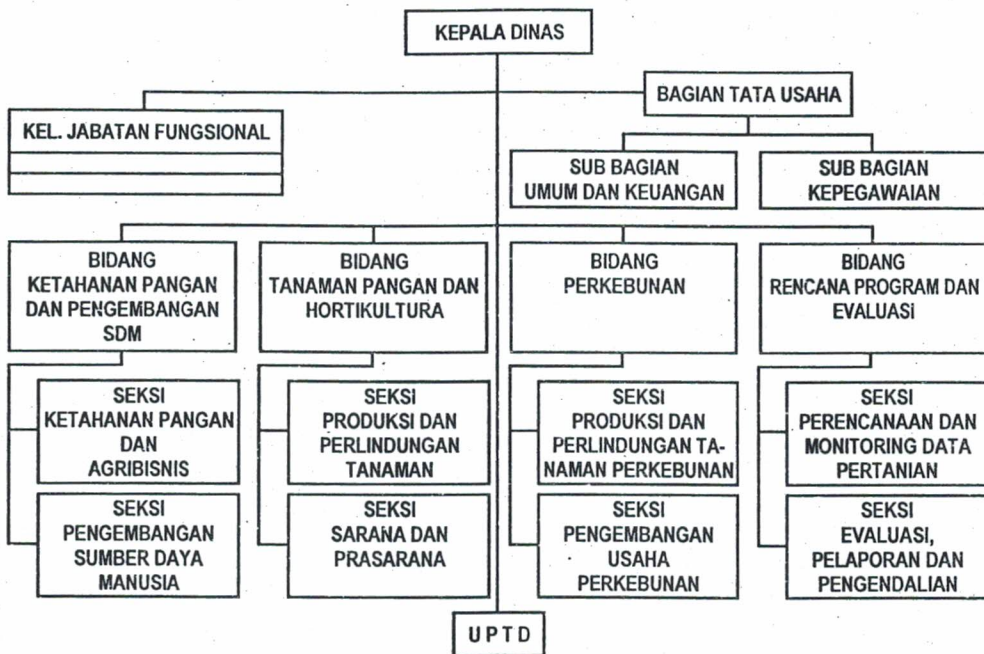 KEPALA DINAS
BAGIAN TATA USAHA
KEL. JABATAN FUNGSIONAL
SUB BAGIAN
UMUM DAN KEUANGAN
SUB BAGIAN
KEPEGAWAIAN
BIDANG
KETAHANAN PANGAN
DAN PENGEMBANGAN
SDM
BIDANG
TANAMAN PANGAN DAN
HORTIKULTURA
BIDANG
PERKEBUNAN
BIDANG
RENCANA PROGRAM DAN
EVALUASI
SEKSI
KETAHANAN PANGAN
DAN
AGRIBISNIS
SEKSI
PRODUKSI DAN
PERLINDUNGAN
TANAMAN
SEKSI
PRODUKSI DAN
PERLINDUNGAN TA-
NAMAN PERKEBUNAN
SEKSI
PERENCANAAN DAN
MONITORING DATA
PERTANIAN
SEKSI
PENGEMBANGAN
SUMBER DAYA
MANUSIA
SEKSI
SARANA DAN
PRASARANA
SEKSI
PENGEMBANGAN
USAHA
PERKEBUNAN
SEKSI
EVALUASI,
PELAPORAN DAN
PENGENDALIAN
U P T D